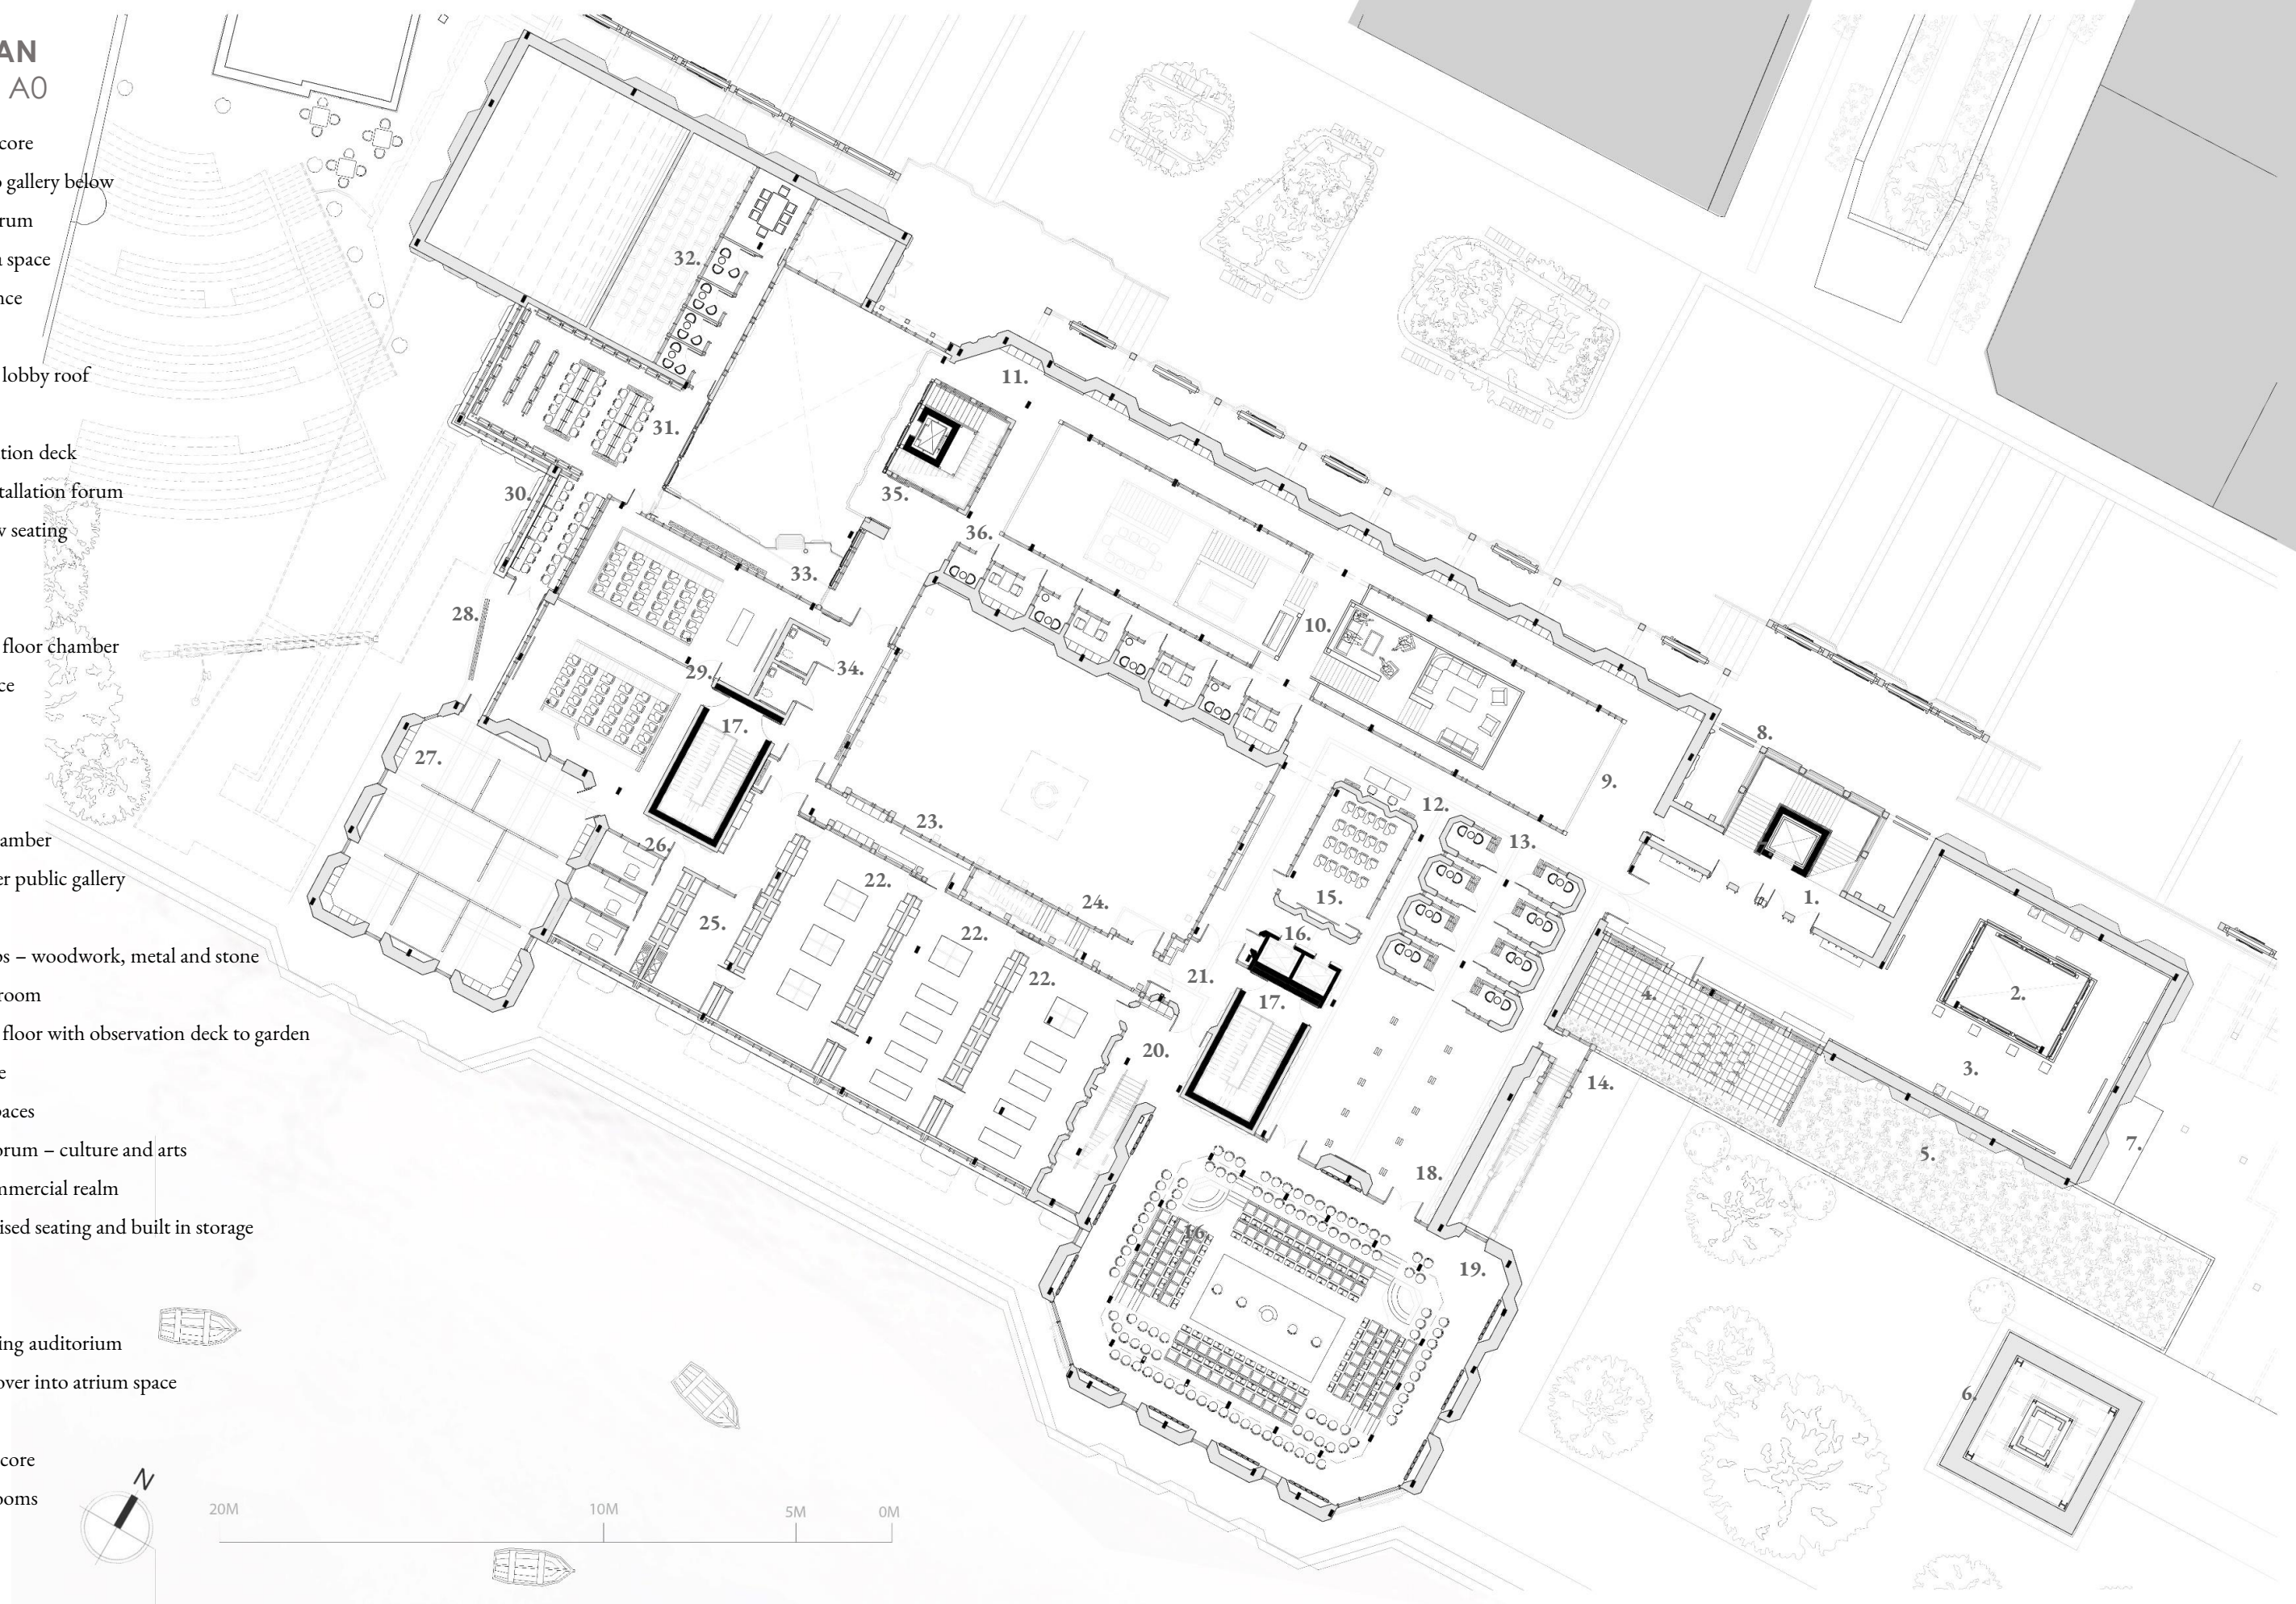 AN
A0
core
o gallery below
rum
n space
nce
lobby roof
tion deck
tallation forum
v seating
floor chamber
ce
amber
er public gallery
os – woodwork, metal and stone
room
floor with observation deck to garden
e
paces
orum – culture and arts
mmercial realm
ised seating and built in storage
ing auditorium
over into atrium space
core
ooms
N
20M 10M 5M 0M
32.
11.
31.
30.
35.
36.
33.
28.
10.
29.
34.
17.
8.
27.
9.
12.
23.
13.
26.
22.
1.
24.
15.
25.
22.
16.
22.
21.
4.
2.
17.
20.
3.
14.
7.
5.
18.
16.
19.
6.